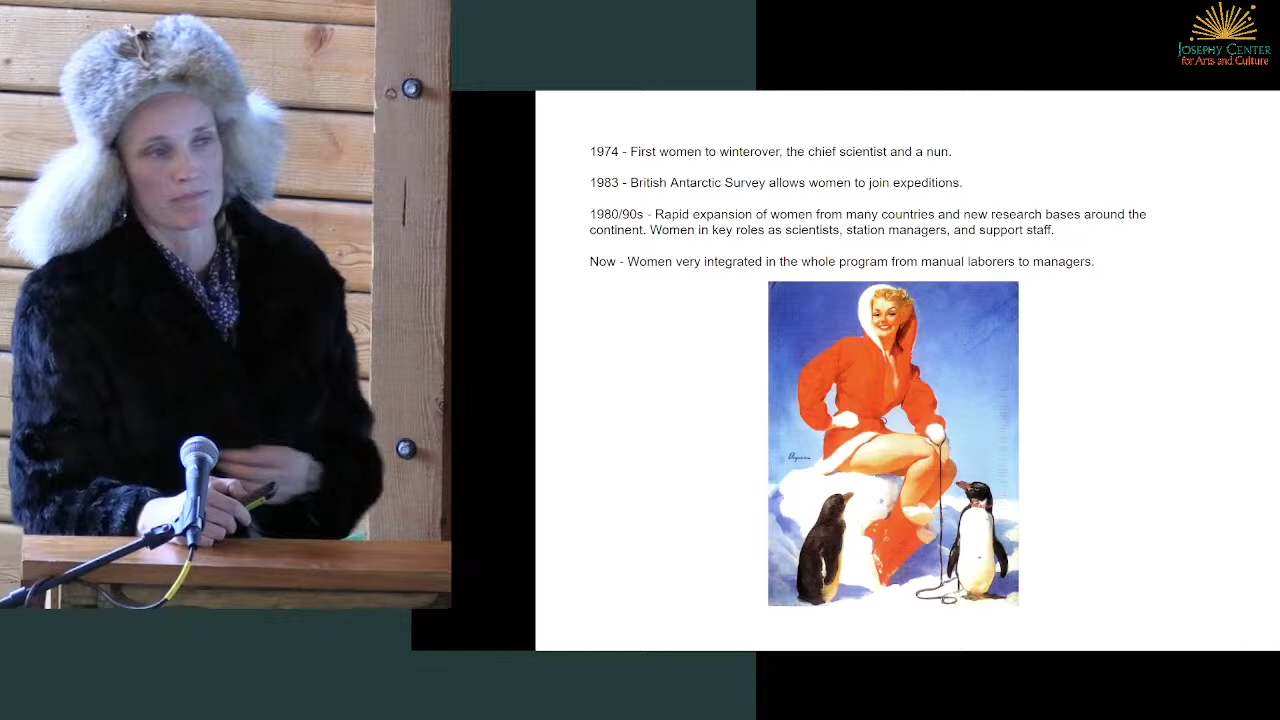 JOSEPHY CENTER
for Arts and Culture
1974 - First women to winterover, the chief scientist and a nun.
1983 - British Antarctic Survey allows women to join expeditions.
1980/90s - Rapid expansion of women from many countries and new research bases around the
continent. Women in key roles as scientists, station managers, and support staff.
Now - Women very integrated in the whole program from manual laborers to managers.